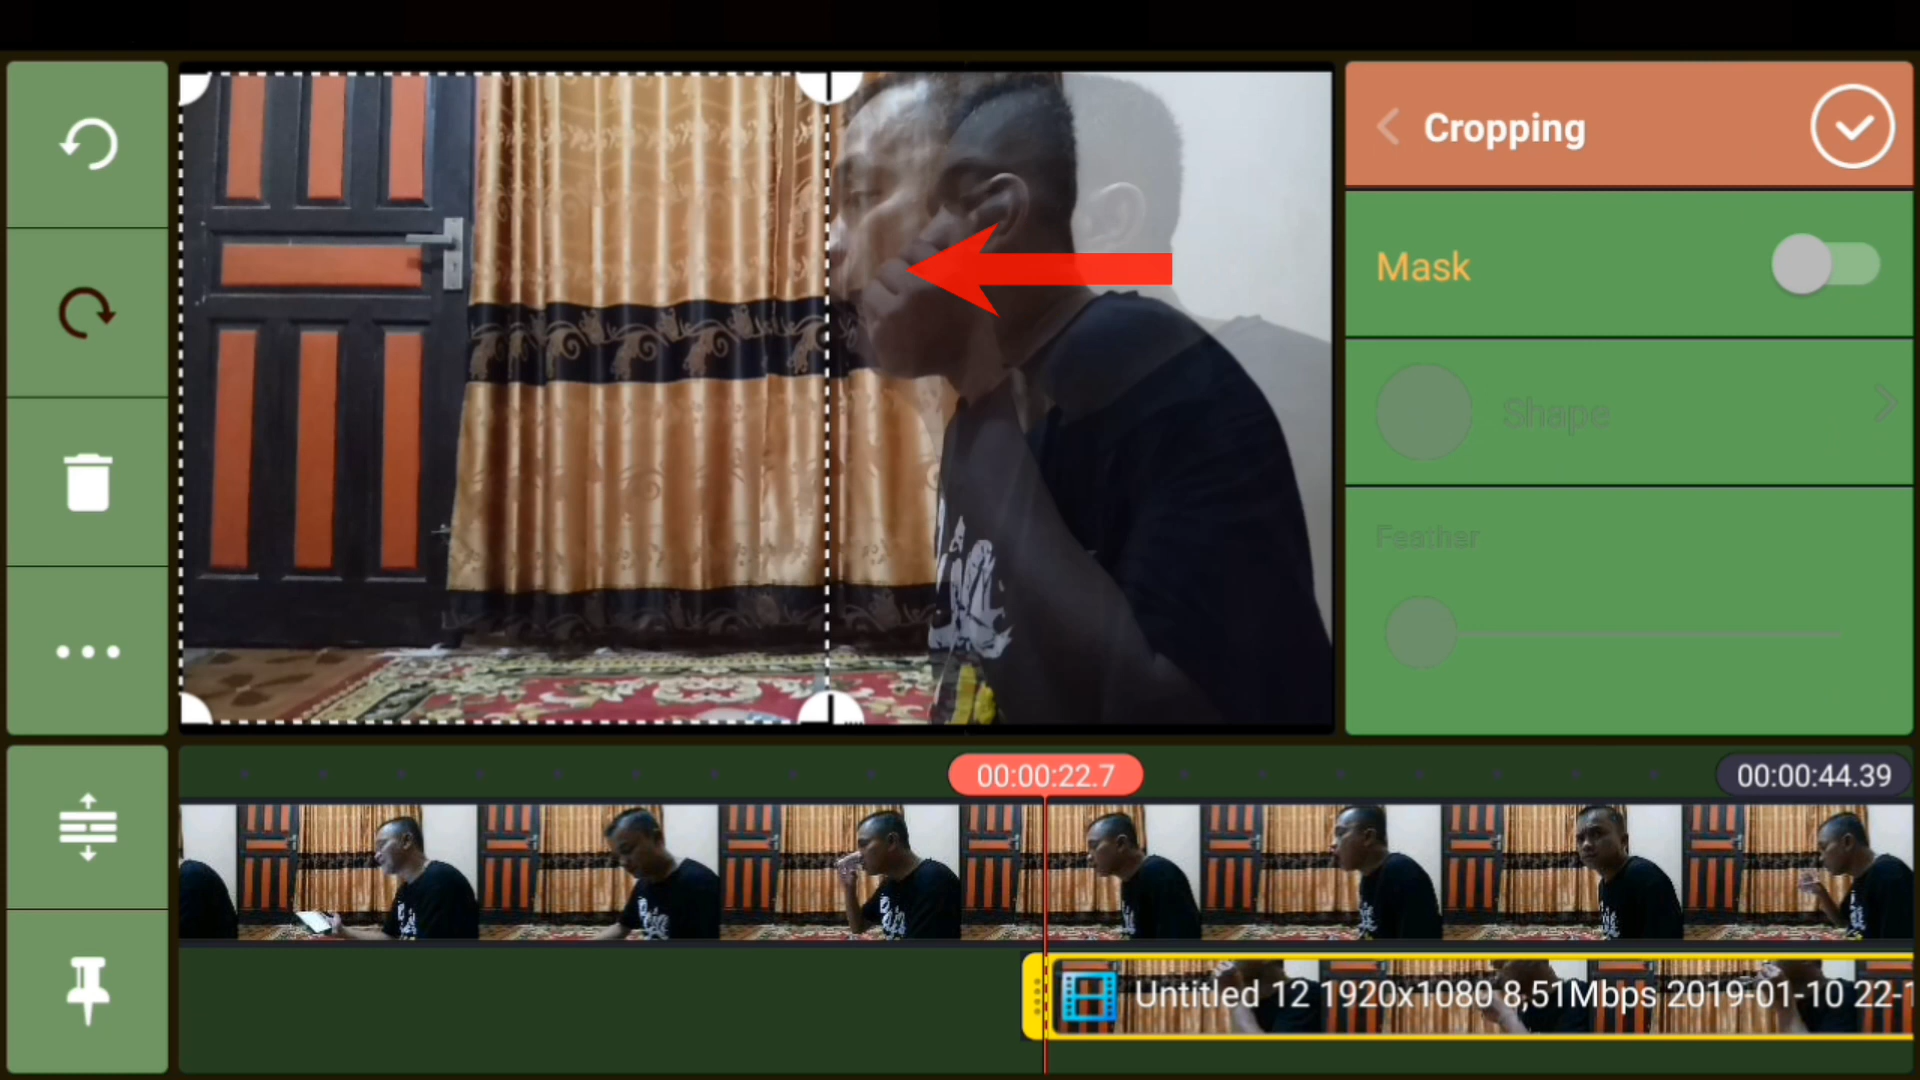 Cropping
Mask
Shape
Feather
00:00:22.7
00:00:44.39
Untitled 12 1920x1080 8,51Mbps 2019-01-10 22-